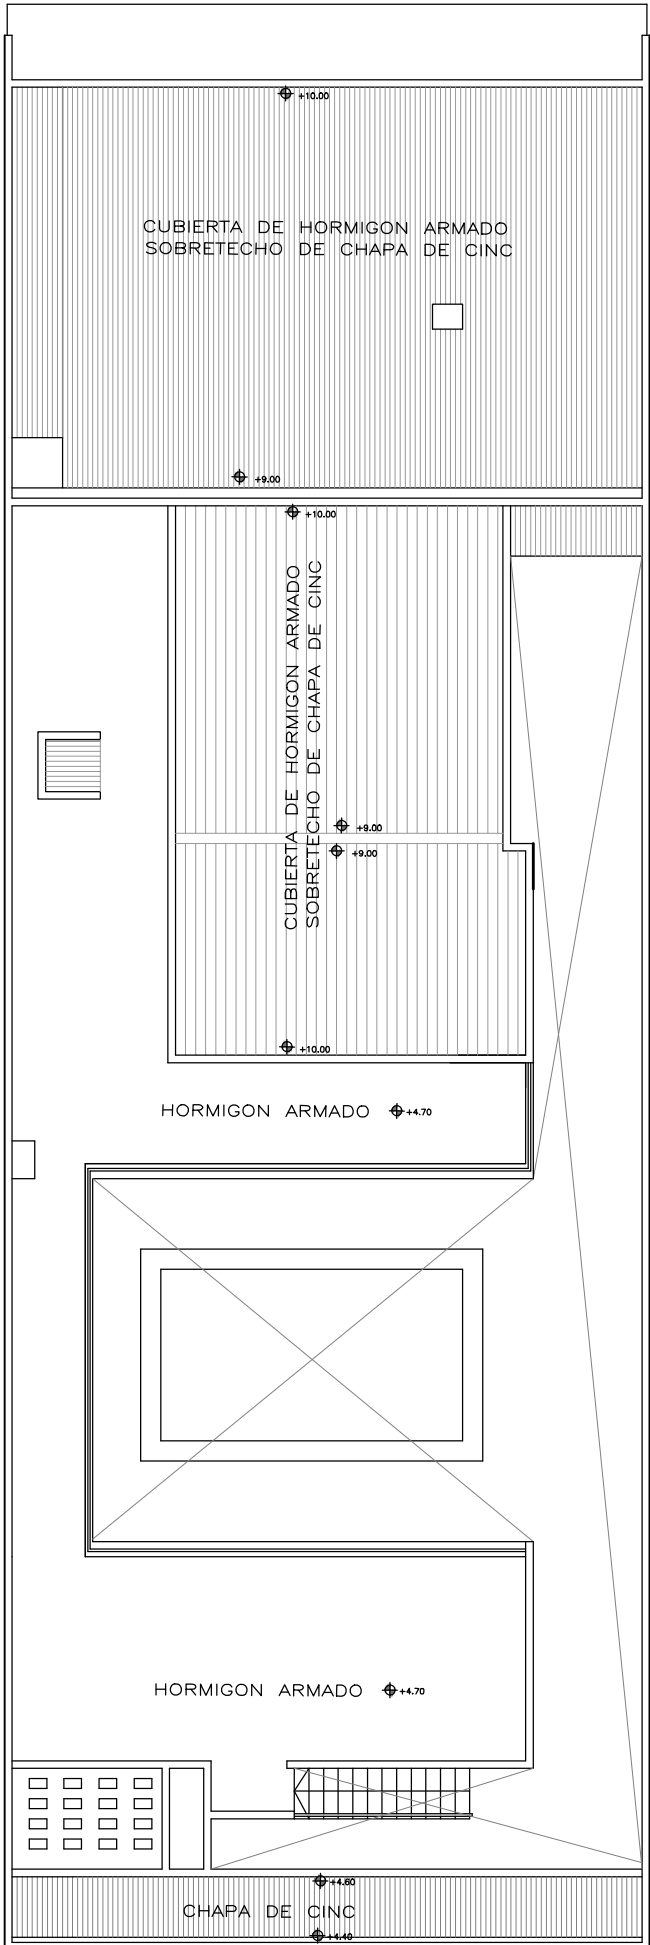 +10.00
CUBIERTA DE HORMIGON ARMADO
SOBRETECHO DE CHAPA DE CINC
+9.00
+10.00
CUBIERTA DE HORMIGON ARMADO
SOBRETECHO DE CHAPA DE CINC
+9.00
+9.00
+10.00
HORMIGON ARMADO +4.70
HORMIGON ARMADO +4.70
+4.60
CHAPA DE CINC
+4.40